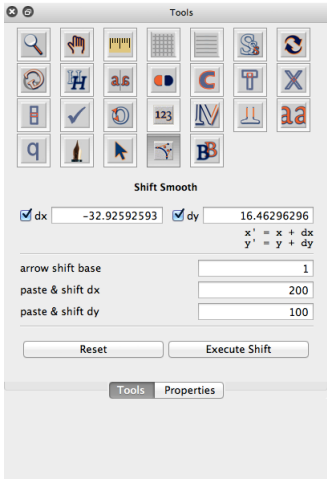 Tools
123
Shift Smooth
dx -32.92592593 dy 16.46296296
x' = x + dx
y' = y + dy
arrow shift base 1
paste & shift dx 200
paste & shift dy 100
Reset Execute Shift
Tools Properties